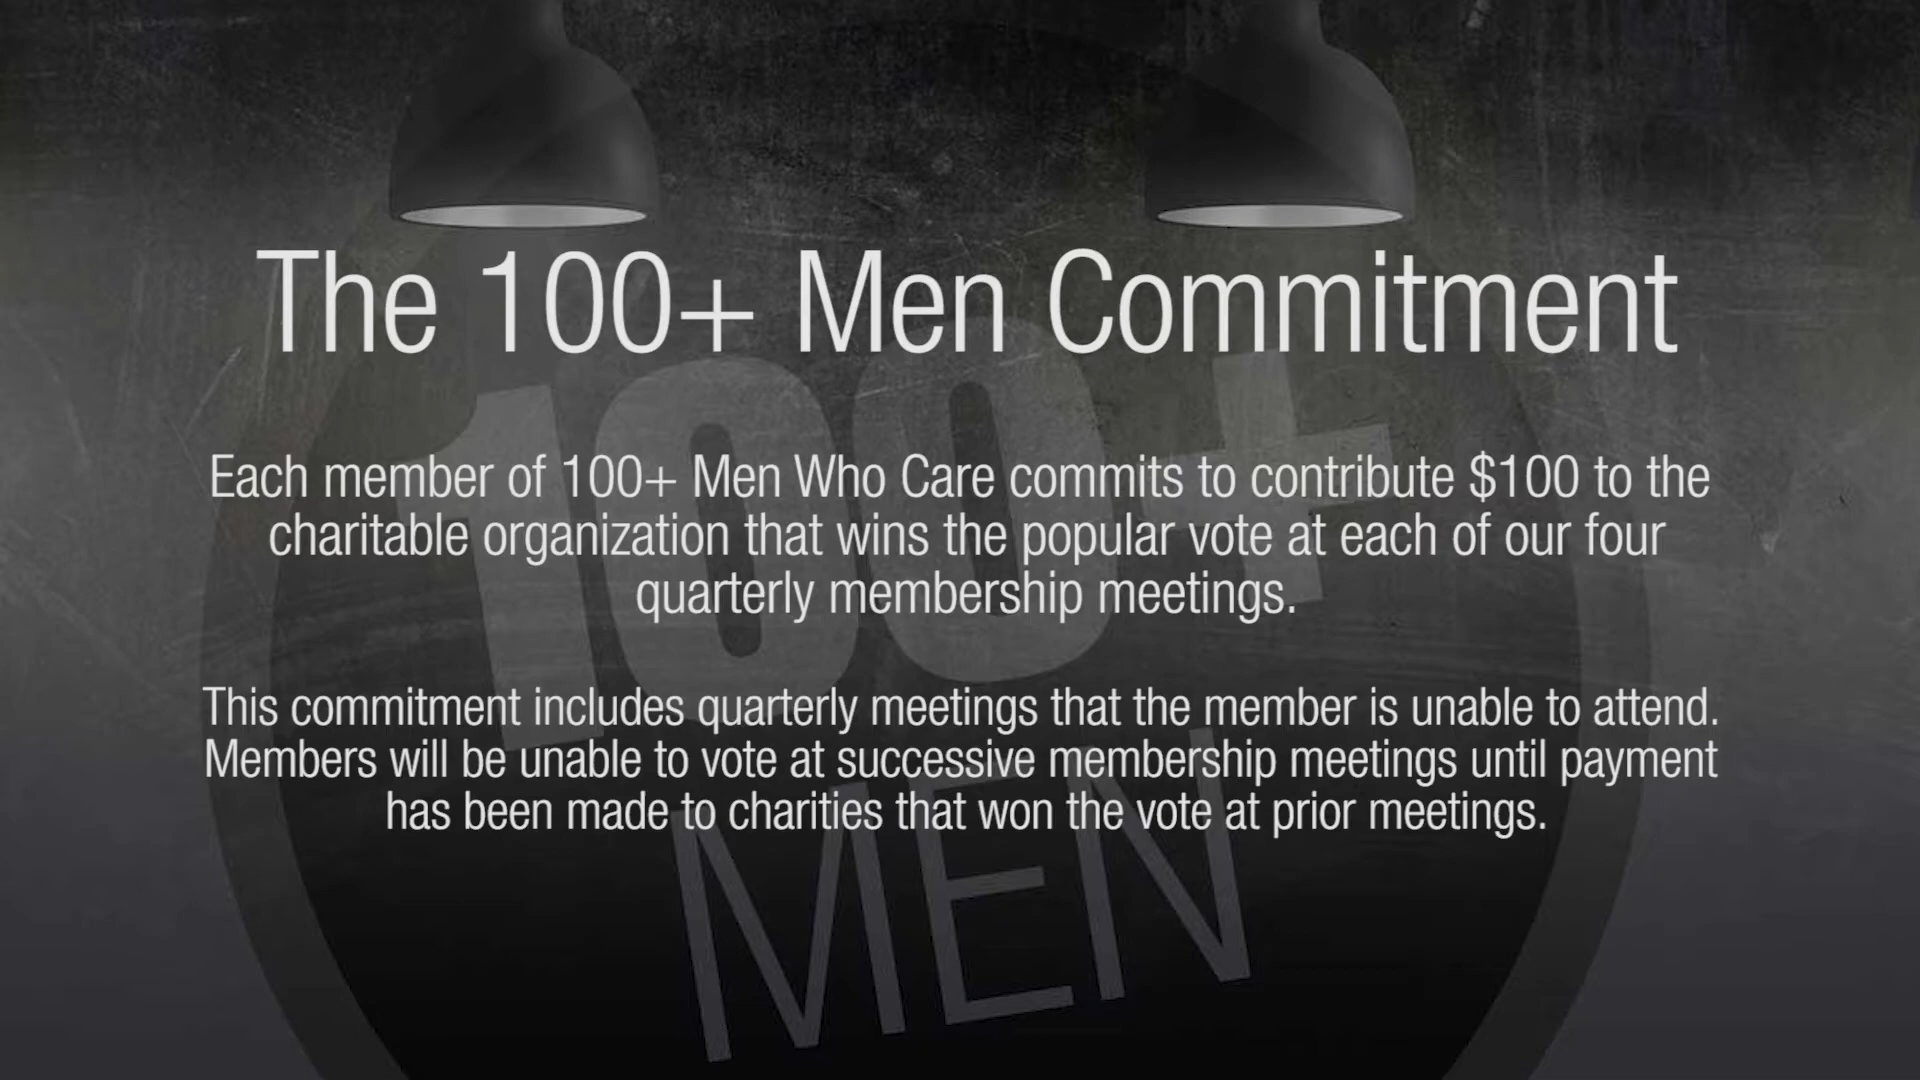 The 100+ Men Commitment
Each member of 100+ Men Who Care commits to contribute $100 to the
charitable organization that wins the popular vote at each of our four
quarterly membership meetings.
This commitment includes quarterly meetings that the member is unable to attend.
Members will be unable to vote at successive membership meetings until payment
has been made to charities that won the vote at prior meetings.
100+
MEN